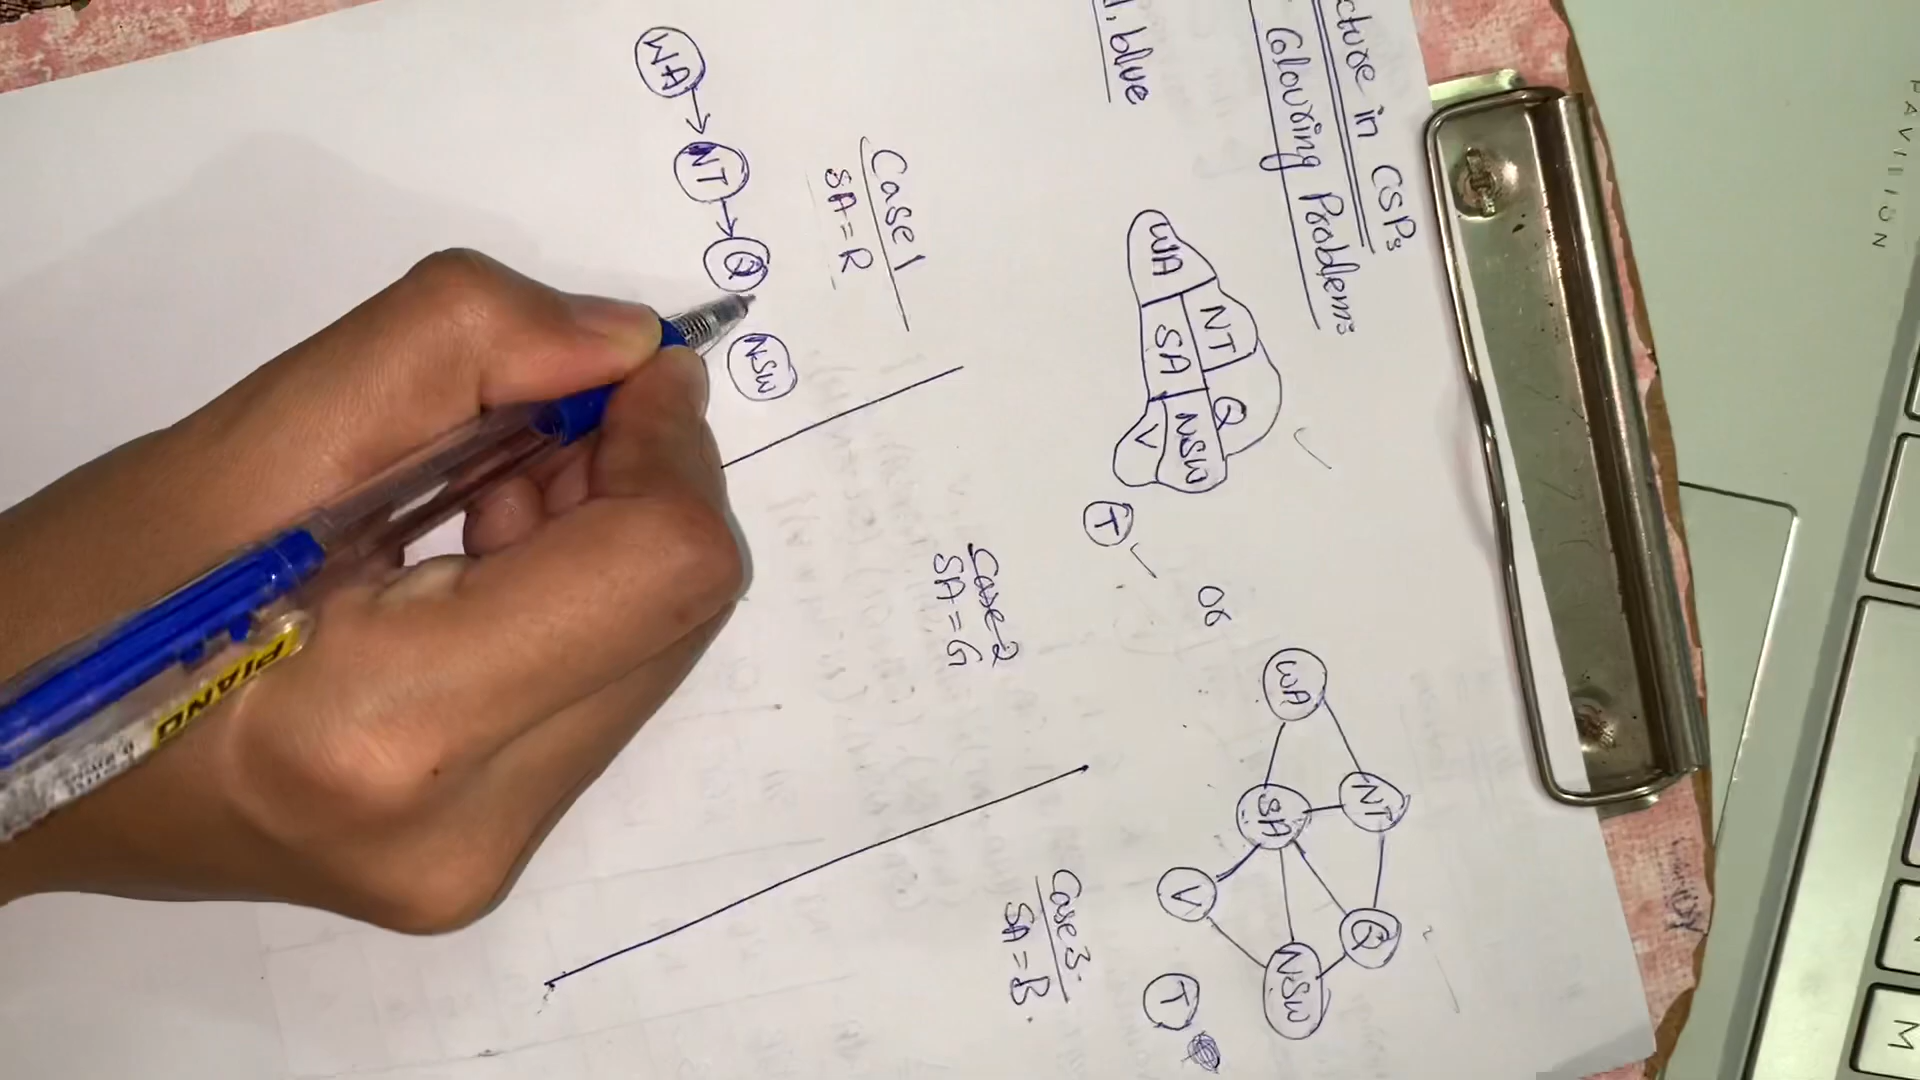 cture in CSPs
Colouring Problem:
, blue
WA
NT
SA
Q
NSW
V
T
or
WA
SA
NT
V
Q
NSW
T
Case 1
SA = R
WA
NT
Q
NSW
Case-2
SA = G
Case 3:
SA = B.
PIANO
PAVILION
M